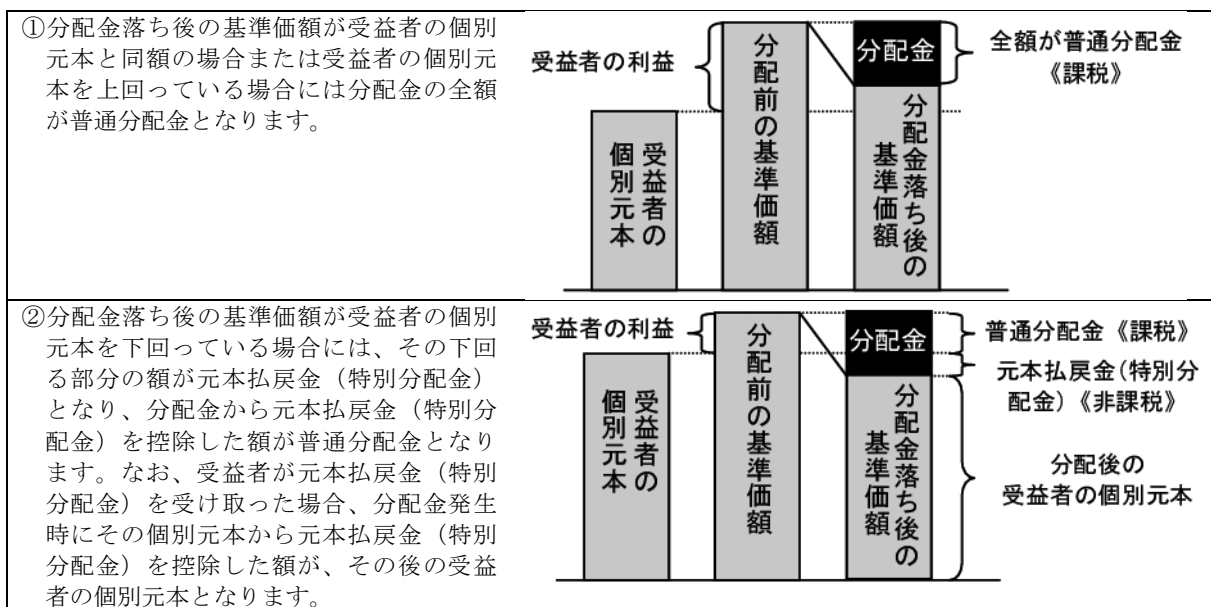 ①分配金落ち後の基準価額が受益者の個別
元本と同額の場合または受益者の個別元
本を上回っている場合には分配金の全額
が普通分配金となります。
受益者の利益
受益者の
個別元本
分配前の基準価額
分配金
分配金落ち後の
基準価額
全額が普通分配金
《課税》
②分配金落ち後の基準価額が受益者の個別
元本を下回っている場合には、その下回
る部分の額が元本払戻金（特別分配金）
となり、分配金から元本払戻金（特別分
配金）を控除した額が普通分配金となり
ます。なお、受益者が元本払戻金（特別
分配金）を受け取った場合、分配金発生
時にその個別元本から元本払戻金（特別
分配金）を控除した額が、その後の受益
者の個別元本となります。
受益者の利益
受益者の
個別元本
分配前の基準価額
分配金
分配金落ち後の
基準価額
普通分配金《課税》
元本払戻金（特別分
配金）《非課税》
分配後の
受益者の個別元本